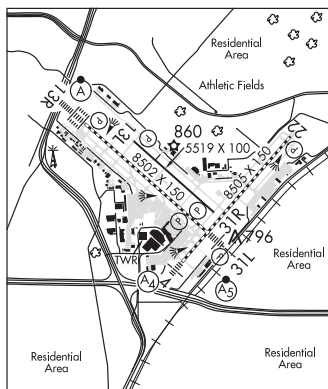 Residential
Area
Athletic Fields
A
13R
13L
P
P
860
5519 X 100
22
8502 X 150
8505 X 150
P
P
P
31R
31L
796
TWR
4
A4
A5
P
Residential
Area
Residential
Area
Residential
Area